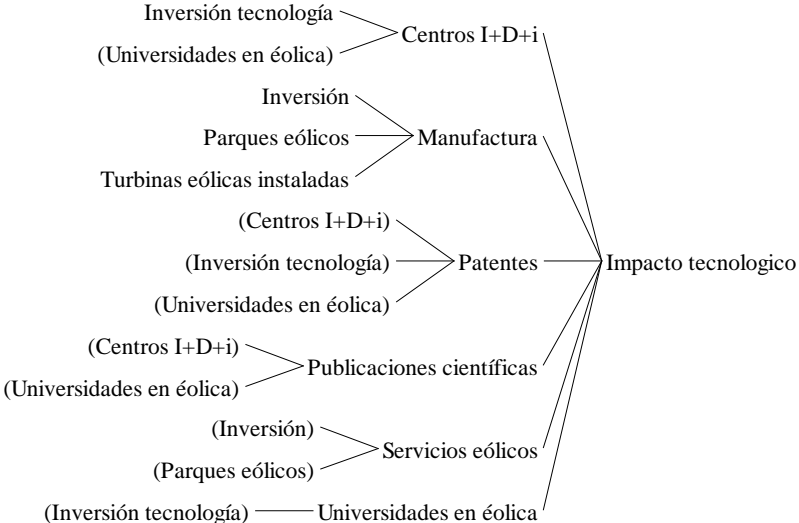 Inversión tecnología
(Universidades en éolica)
Centros I+D+i
Inversión
Parques eólicos
Turbinas eólicas instaladas
Manufactura
(Centros I+D+i)
(Inversión tecnología)
(Universidades en éolica)
Patentes
Impacto tecnologico
(Centros I+D+i)
(Universidades en éolica)
Publicaciones científicas
(Inversión)
(Parques eólicos)
Servicios eólicos
(Inversión tecnología)
Universidades en éolica